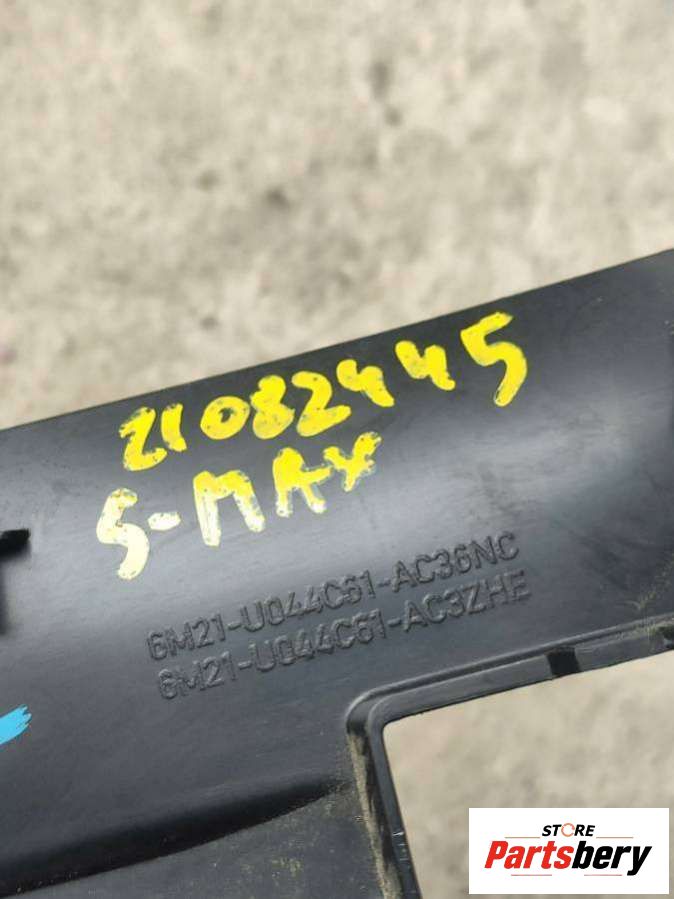 21082445
S-MAX
6M21-U044C61-AC36NC
6M21-U044C61-AC3ZHE
STORE
Partsbery